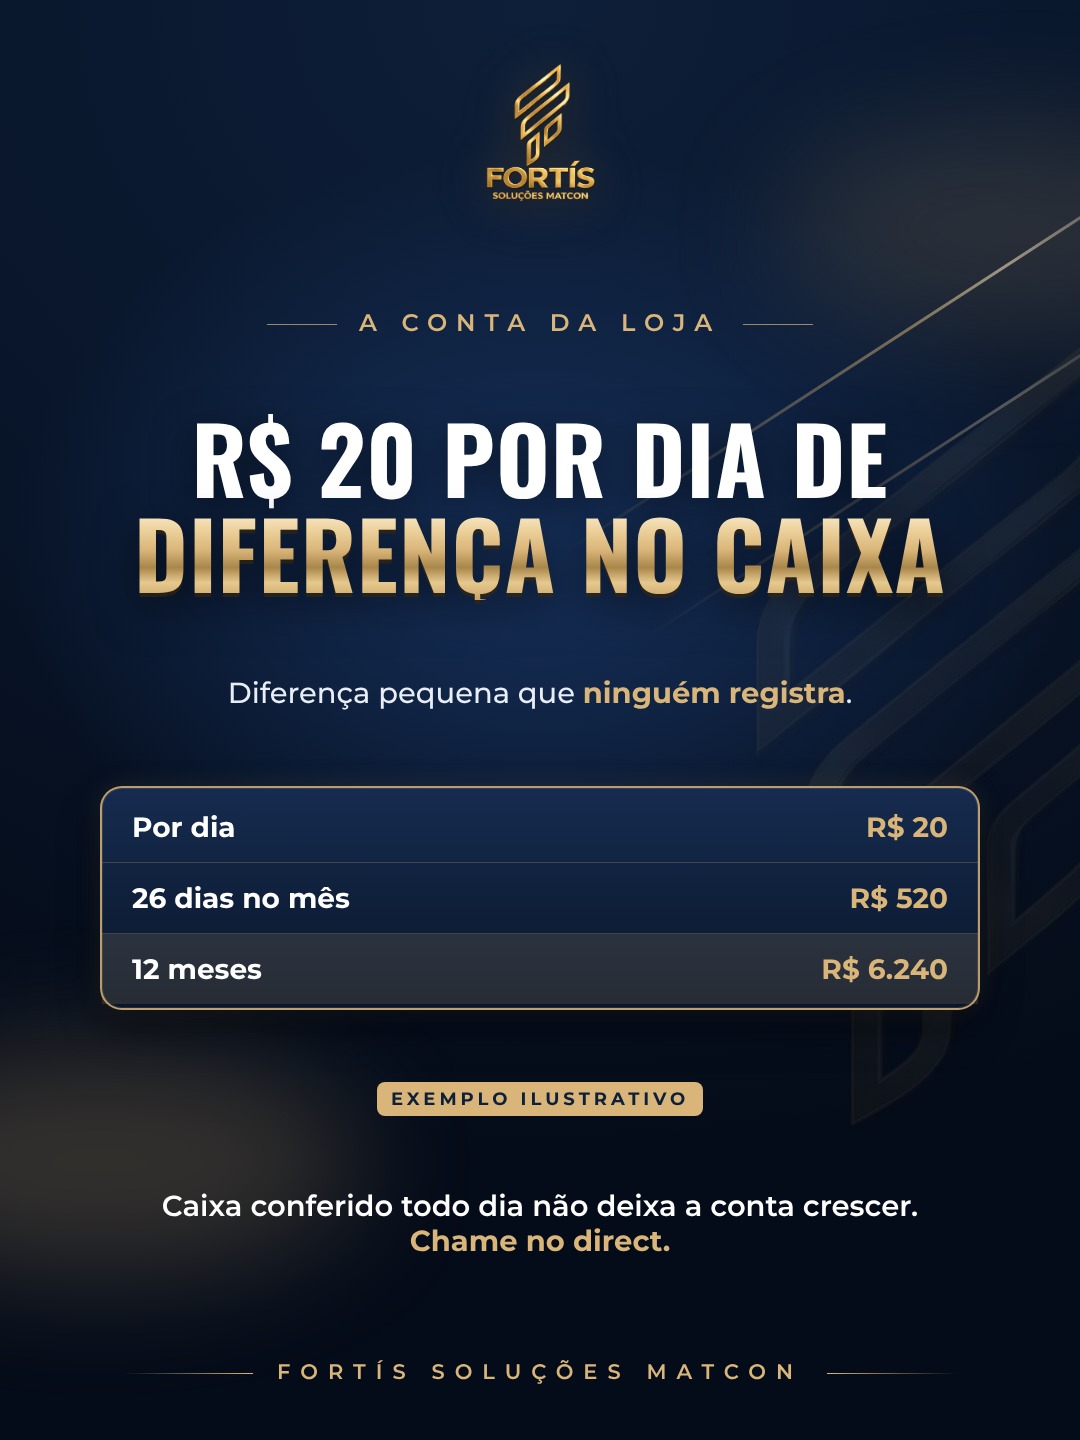 FORTÍS
SOLUÇÕES MATCON
A CONTA DA LOJA
R$ 20 POR DIA DE
DIFERENÇA NO CAIXA
Diferença pequena que ninguém registra.
Por dia R$ 20
26 dias no mês R$ 520
12 meses R$ 6.240
EXEMPLO ILUSTRATIVO
Caixa conferido todo dia não deixa a conta crescer.
Chame no direct.
FORTÍS SOLUÇÕES MATCON